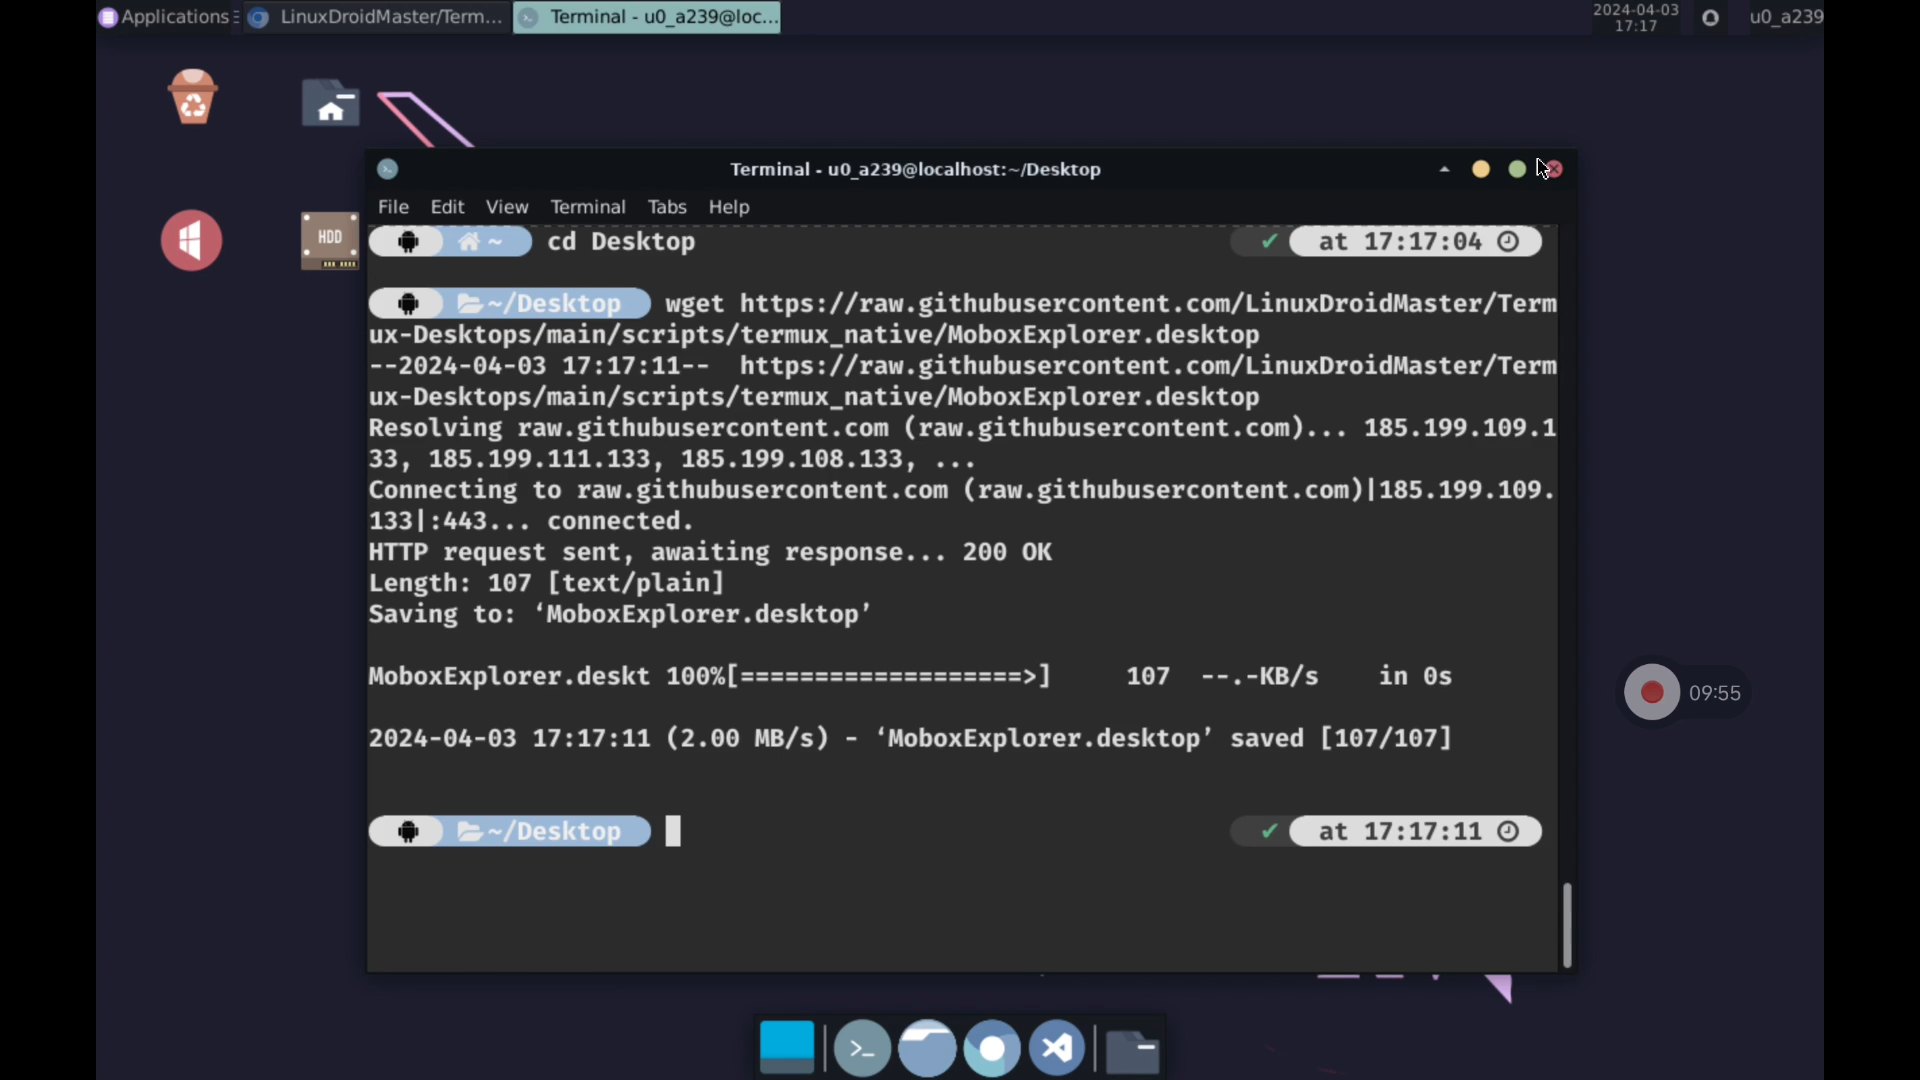 Applications
LinuxDroidMaster/Term...
Terminal - u0_a239@loc...
2024-04-03
17:17
u0_a239
Terminal - u0_a239@localhost:~/Desktop
File Edit View Terminal Tabs Help
~ cd Desktop
✔ at 17:17:04
HDD
~/Desktop wget https://raw.githubusercontent.com/LinuxDroidMaster/Term
ux-Desktops/main/scripts/termux_native/MoboxExplorer.desktop
--2024-04-03 17:17:11-- https://raw.githubusercontent.com/LinuxDroidMaster/Term
ux-Desktops/main/scripts/termux_native/MoboxExplorer.desktop
Resolving raw.githubusercontent.com (raw.githubusercontent.com)... 185.199.109.1
33, 185.199.111.133, 185.199.108.133, ...
Connecting to raw.githubusercontent.com (raw.githubusercontent.com)|185.199.109.
133|:443... connected.
HTTP request sent, awaiting response... 200 OK
Length: 107 [text/plain]
Saving to: ‘MoboxExplorer.desktop’
MoboxExplorer.deskt 100%[===================>] 107 --.-KB/s in 0s
09:55
2024-04-03 17:17:11 (2.00 MB/s) - ‘MoboxExplorer.desktop’ saved [107/107]
~/Desktop
✔ at 17:17:11